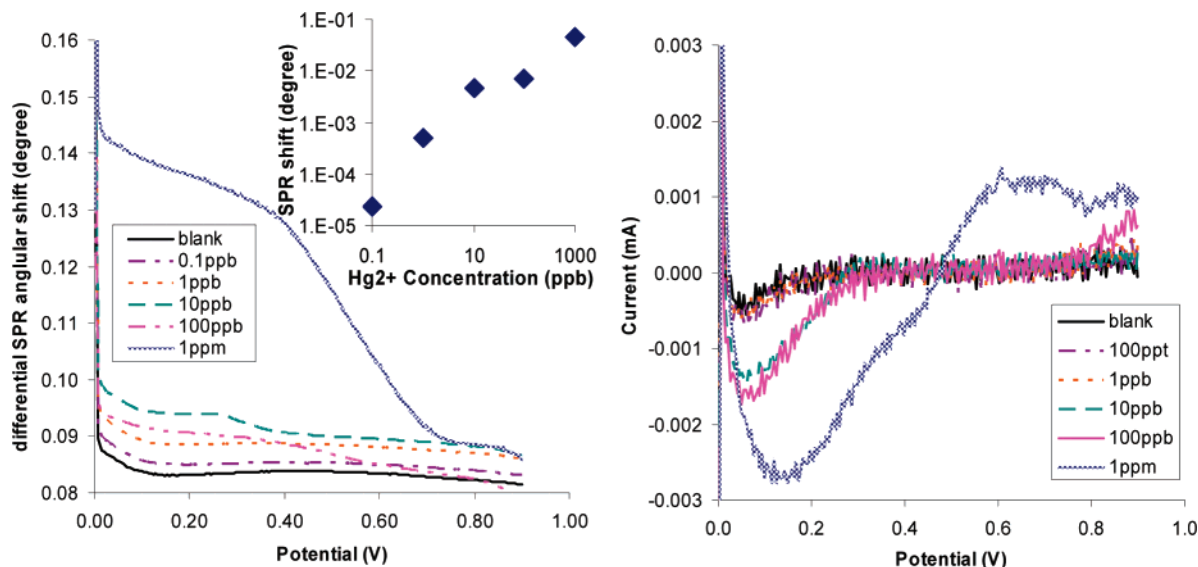 differential SPR angular shift (degree)
0.16
0.15
0.14
0.13
0.12
0.11
0.10
0.09
0.08
0.00
0.20
0.40
0.60
0.80
1.00
Potential (V)
blank
0.1ppb
1ppb
10ppb
100ppb
1ppm
SPR shift (degree)
1.E-01
1.E-02
1.E-03
1.E-04
1.E-05
0.1
10
1000
Hg2+ Concentration (ppb)
Current (mA)
0.003
0.002
0.001
0.000
-0.001
-0.002
-0.003
0.0
0.2
0.4
0.6
0.8
1.0
Potential (V)
blank
100ppt
1ppb
10ppb
100ppb
1ppm